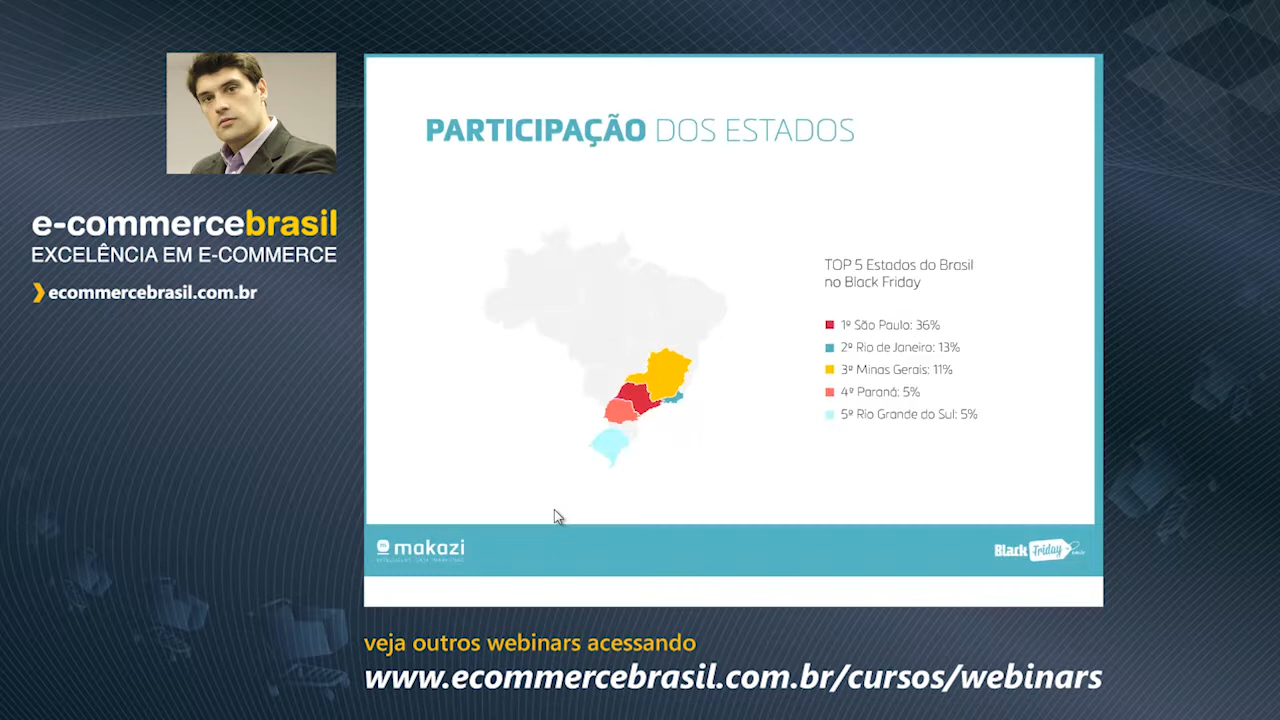 e-commercebrasil
EXCELÊNCIA EM E-COMMERCE
ecommercebrasil.com.br
PARTICIPAÇÃO DOS ESTADOS
TOP 5 Estados do Brasil
no Black Friday
1º São Paulo: 36%
2º Rio de Janeiro: 13%
3º Minas Gerais: 11%
4º Paraná: 5%
5º Rio Grande do Sul: 5%
makazi
Black Friday
veja outros webinars acessando
www.ecommercebrasil.com.br/cursos/webinars